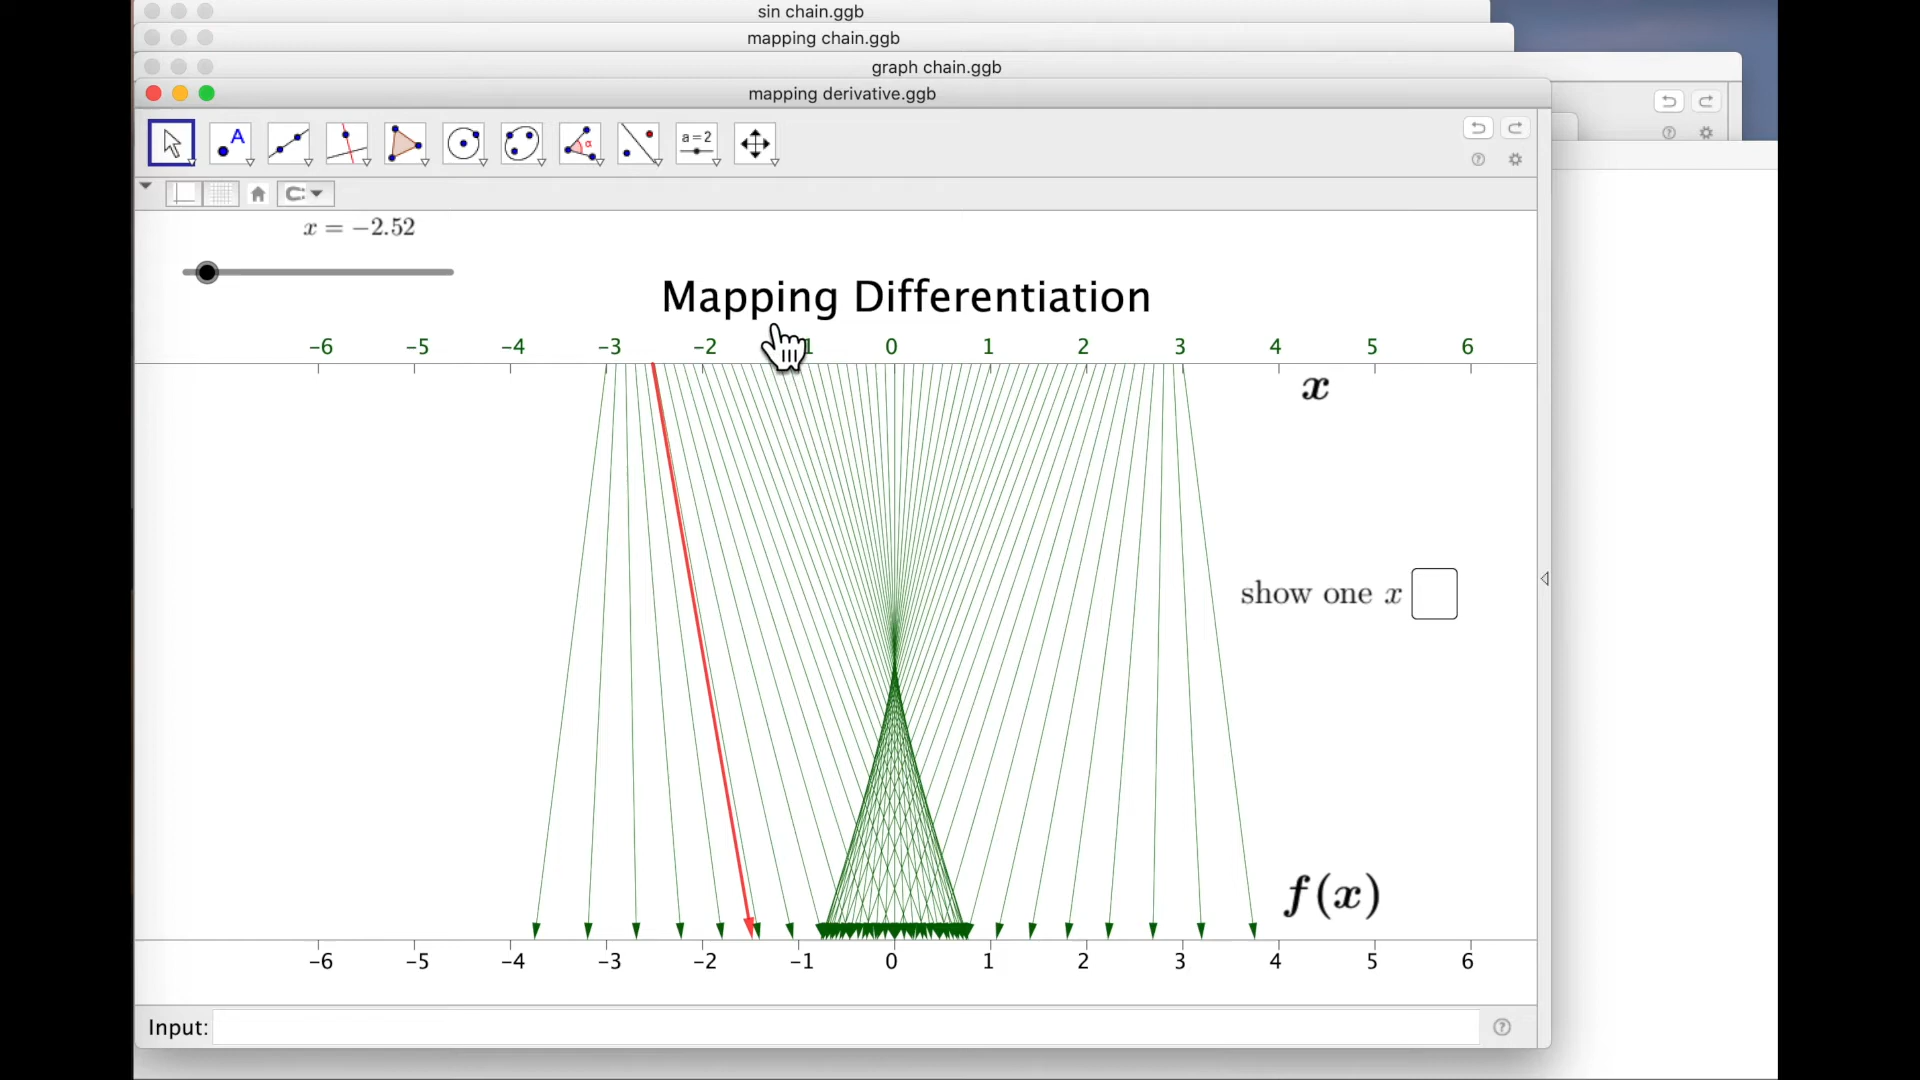 sin chain.ggb
mapping chain.ggb
graph chain.ggb
mapping derivative.ggb
A
α
a=2
x = −2.52
Mapping Differentiation
−6 −5 −4 −3 −2 1 0 1 2 3 4 5 6
x
show one x
f(x)
−6 −5 −4 −3 −2 −1 0 1 2 3 4 5 6
Input: